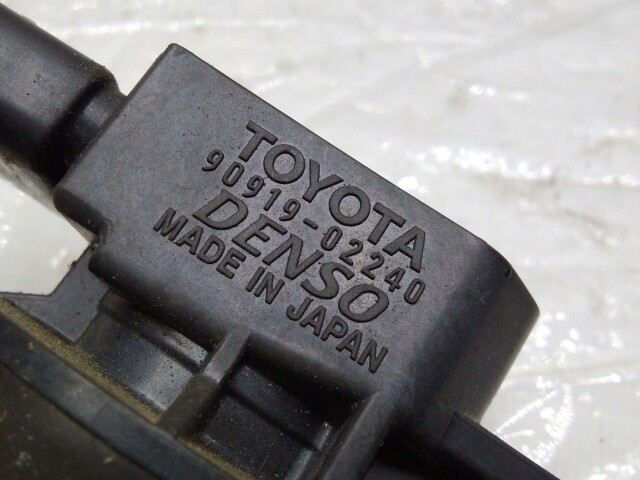 TOYOTA
90919-02240
DENSO
MADE IN JAPAN